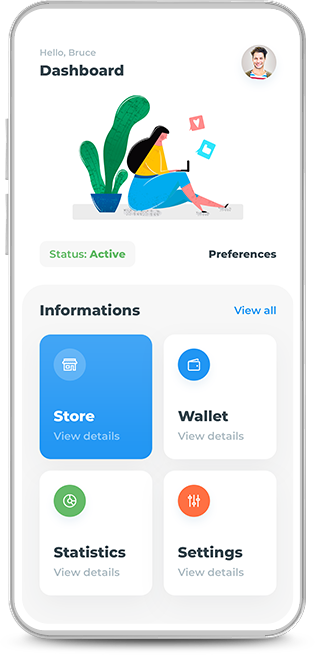 Hello, Bruce
Dashboard
Status: Active
Preferences
Informations
View all
Store
View details
Wallet
View details
Statistics
View details
Settings
View details